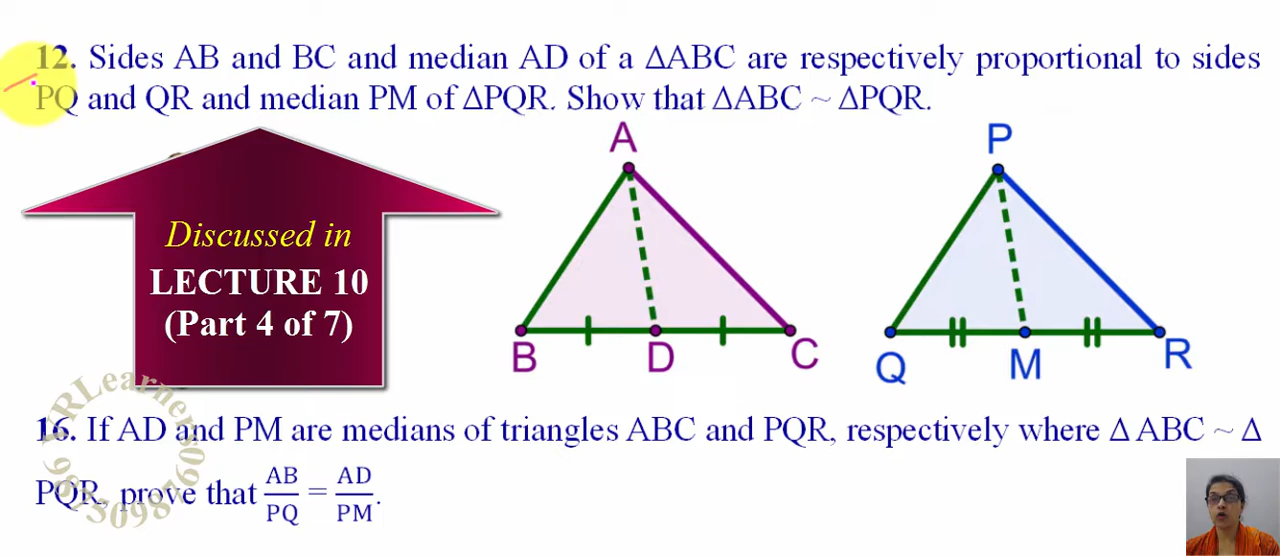 12. Sides AB and BC and median AD of a ΔABC are respectively proportional to sides
PQ and QR and median PM of ΔPQR. Show that ΔABC ~ ΔPQR.
Discussed in
LECTURE 10
(Part 4 of 7)
A
B
D
C
P
Q
M
R
YRLearners
16. If AD and PM are medians of triangles ABC and PQR, respectively where Δ ABC ~ Δ
PQR, prove that AB/PQ = AD/PM.